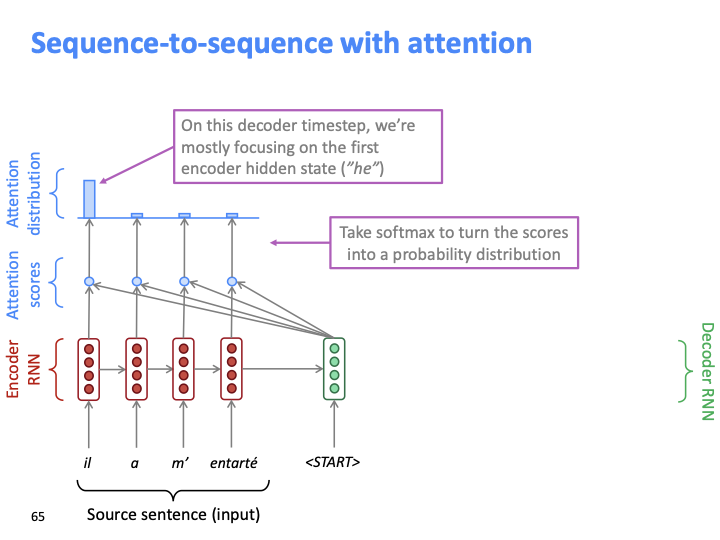 Sequence-to-sequence with attention
On this decoder timestep, we’re
mostly focusing on the first
encoder hidden state (”he”)
Attention
distribution
Take softmax to turn the scores
into a probability distribution
Attention
scores
Encoder
RNN
Decoder RNN
il a m’ entarté <START>
Source sentence (input)
65